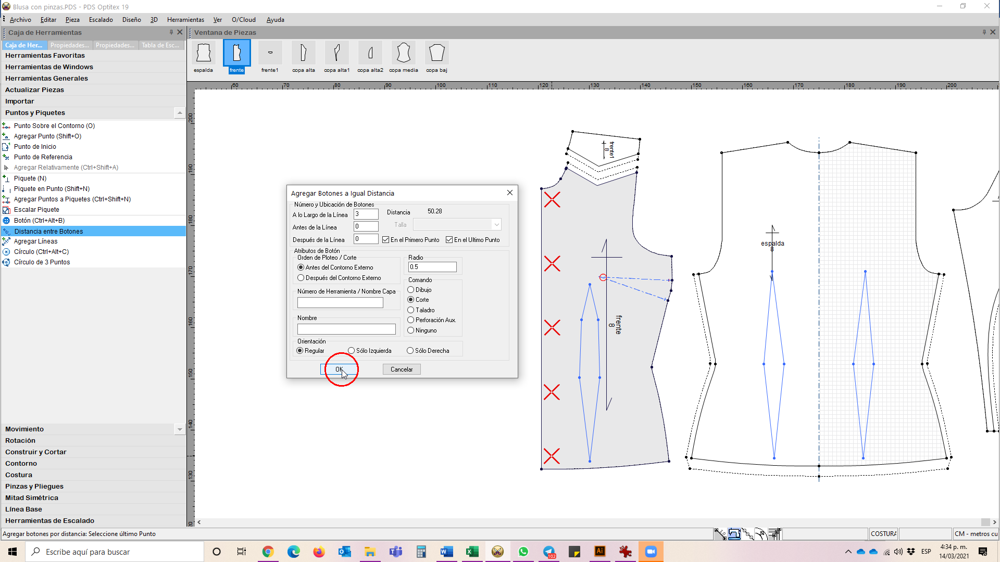 Blusa con pinzas.PDS - PDS Optitex 19
Archivo Editar Pieza Escalado Diseño 3D Herramientas Ver O/Cloud Ayuda
Caja de Herramientas
Ventana de Piezas
Caja de Her... Propiedades... Propiedades... Tabla de Esc...
Herramientas Favoritas
Herramientas de Windows
Herramientas Generales
Actualizar Piezas
Importar
Puntos y Piquetes
Punto Sobre el Contorno (O)
Agregar Punto (Shift+O)
Punto de Inicio
Punto de Referencia
Agregar Relativamente (Ctrl+Shift+A)
Piquete (N)
Piquete en Punto (Shift+N)
Agregar Puntos a Piquetes (Ctrl+Shift+N)
Escalar Piquete
Botón (Ctrl+Alt+B)
Distancia entre Botones
Agregar Líneas
Círculo (Ctrl+Alt+C)
Círculo de 3 Puntos
Movimiento
Rotación
Construir y Cortar
Contorno
Costura
Pinzas y Pliegues
Mitad Simétrica
Línea Base
Herramientas de Escalado
espalda frente frente1 copa alta copa alta1 copa alta2 copa media copa baj
60 70 80 90 100 110 120 130 140 150 160 170 180 190 200
200
190
180
170
160
150
140
130
20
Agregar Botones a Igual Distancia
Número y Ubicación de Botones
A lo Largo de la Línea 3 Distancia 50.28
Antes de la Línea 0 Talla
Después de la Línea 0 En el Primero Punto En el Ultimo Punto
Atributos de Botón
Orden de Ploteo / Corte
Antes del Contorno Externo
Después del Contorno Externo
Radio
0.5
Número de Herramienta / Nombre Capa
Nombre
Comando
Dibujo
Corte
Taladro
Perforación Aux.
Ninguno
Orientación
Regular Sólo Izquierda Sólo Derecha
OK Cancelar
frente1
8
frente
8
espalda
8
Agregar botones por distancia: Seleccione último Punto
COSTURA
CM - metros cu
Escribe aquí para buscar
102
ESP
4:34 p. m.
14/03/2021